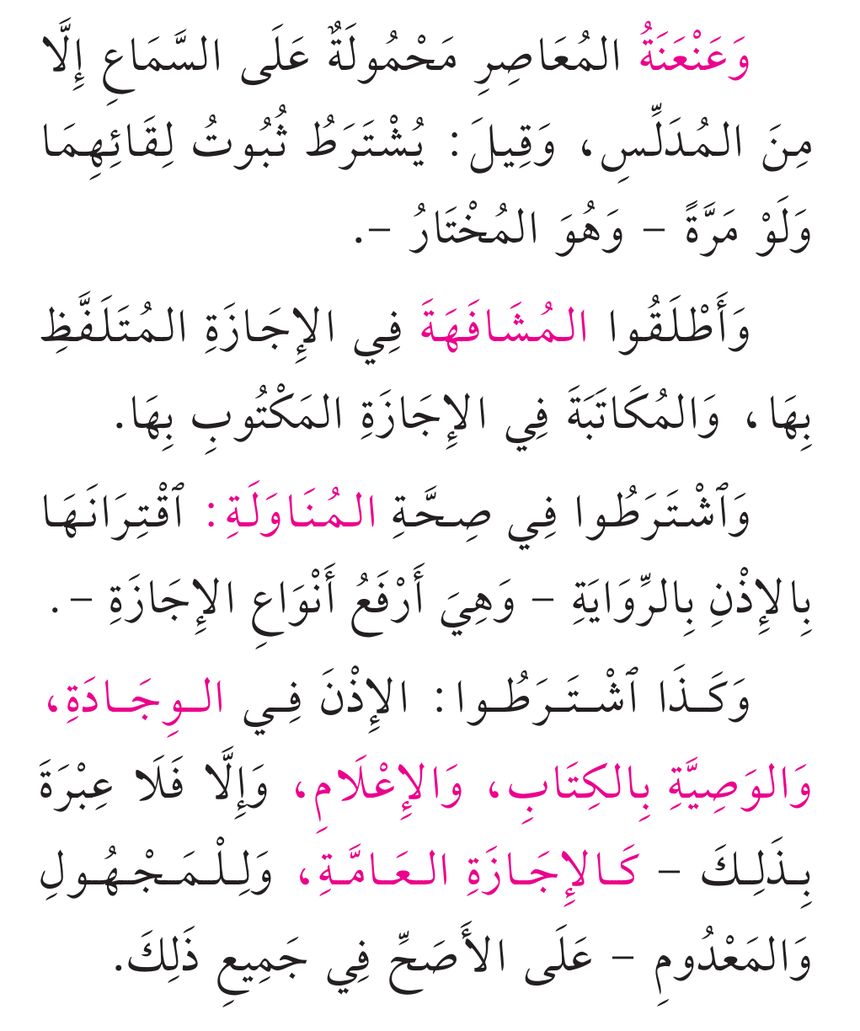 وَعَنْعَنَةُ المُعَاصِرِ مَحْمُولَةٌ عَلَى السَّمَاعِ إِلَّا
مِنَ المُدَلِّسِ، وَقِيلَ: يُشْتَرَطُ ثُبُوتُ لِقَائِهِمَا
وَلَوْ مَرَّةً – وَهُوَ المُخْتَارُ –.
وَأَطْلَقُوا المُشَافَهَةَ فِي الإِجَازَةِ المُتَلَفَّظِ
بِهَا، وَالمُكَاتَبَةَ فِي الإِجَازَةِ المَكْتُوبِ بِهَا.
وَٱشْتَرَطُوا فِي صِحَّةِ المُنَاوَلَةِ: ٱقْتِرَانَهَا
بِالإِذْنِ بِالرِّوَايَةِ – وَهِيَ أَرْفَعُ أَنْوَاعِ الإِجَازَةِ –.
وَكَذَا ٱشْتَرَطُوا: الإِذْنَ فِي الوِجَادَةِ،
وَالوَصِيَّةِ بِالكِتَابِ، وَالإِعْلَامِ، وَإِلَّا فَلَا عِبْرَةَ
بِذَلِكَ – كَالإِجَازَةِ العَامَّةِ، وَلِلْمَجْهُولِ
وَالمَعْدُومِ – عَلَى الأَصَحِّ فِي جَمِيعِ ذَلِكَ.